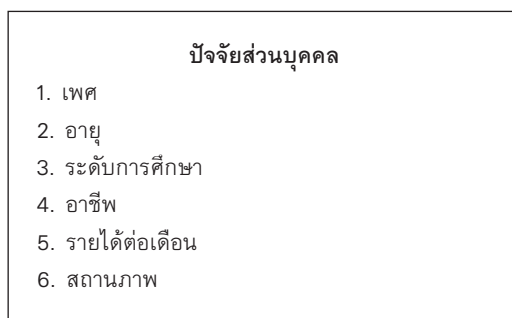 ปัจจัยส่วนบุคคล
1. เพศ
2. อายุ
3. ระดับการศึกษา
4. อาชีพ
5. รายได้ต่อเดือน
6. สถานภาพ